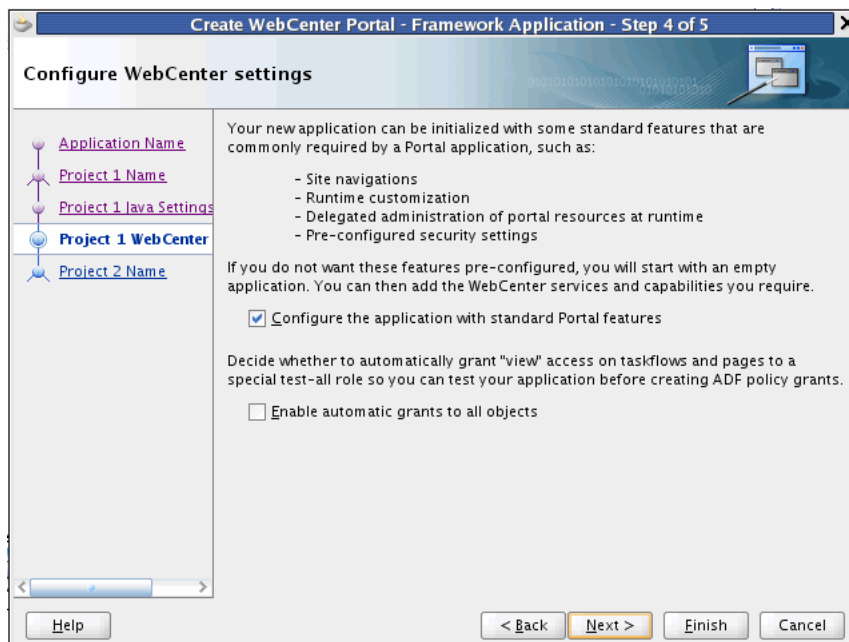 Create WebCenter Portal - Framework Application - Step 4 of 5
Configure WebCenter settings
Application Name
Project 1 Name
Project 1 Java Settings
Project 1 WebCenter
Project 2 Name
Your new application can be initialized with some standard features that are
commonly required by a Portal application, such as:
- Site navigations
- Runtime customization
- Delegated administration of portal resources at runtime
- Pre-configured security settings
If you do not want these features pre-configured, you will start with an empty
application. You can then add the WebCenter services and capabilities you require.
Configure the application with standard Portal features
Decide whether to automatically grant "view" access on taskflows and pages to a
special test-all role so you can test your application before creating ADF policy grants.
Enable automatic grants to all objects
Help
< Back
Next >
Finish
Cancel